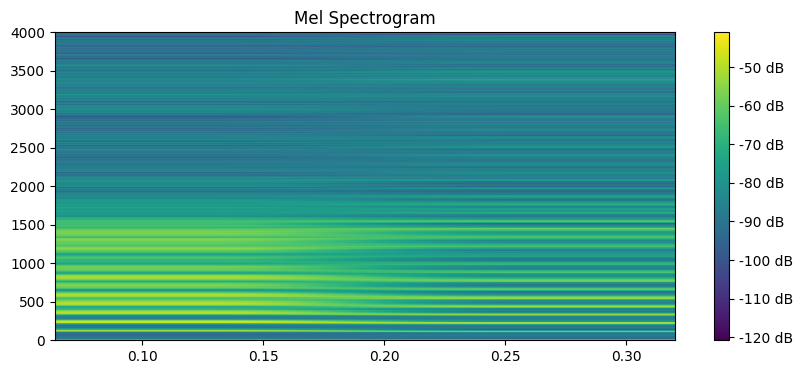 Mel Spectrogram
4000
3500
3000
2500
2000
1500
1000
500
0
0.10 0.15 0.20 0.25 0.30
-50 dB
-60 dB
-70 dB
-80 dB
-90 dB
-100 dB
-110 dB
-120 dB